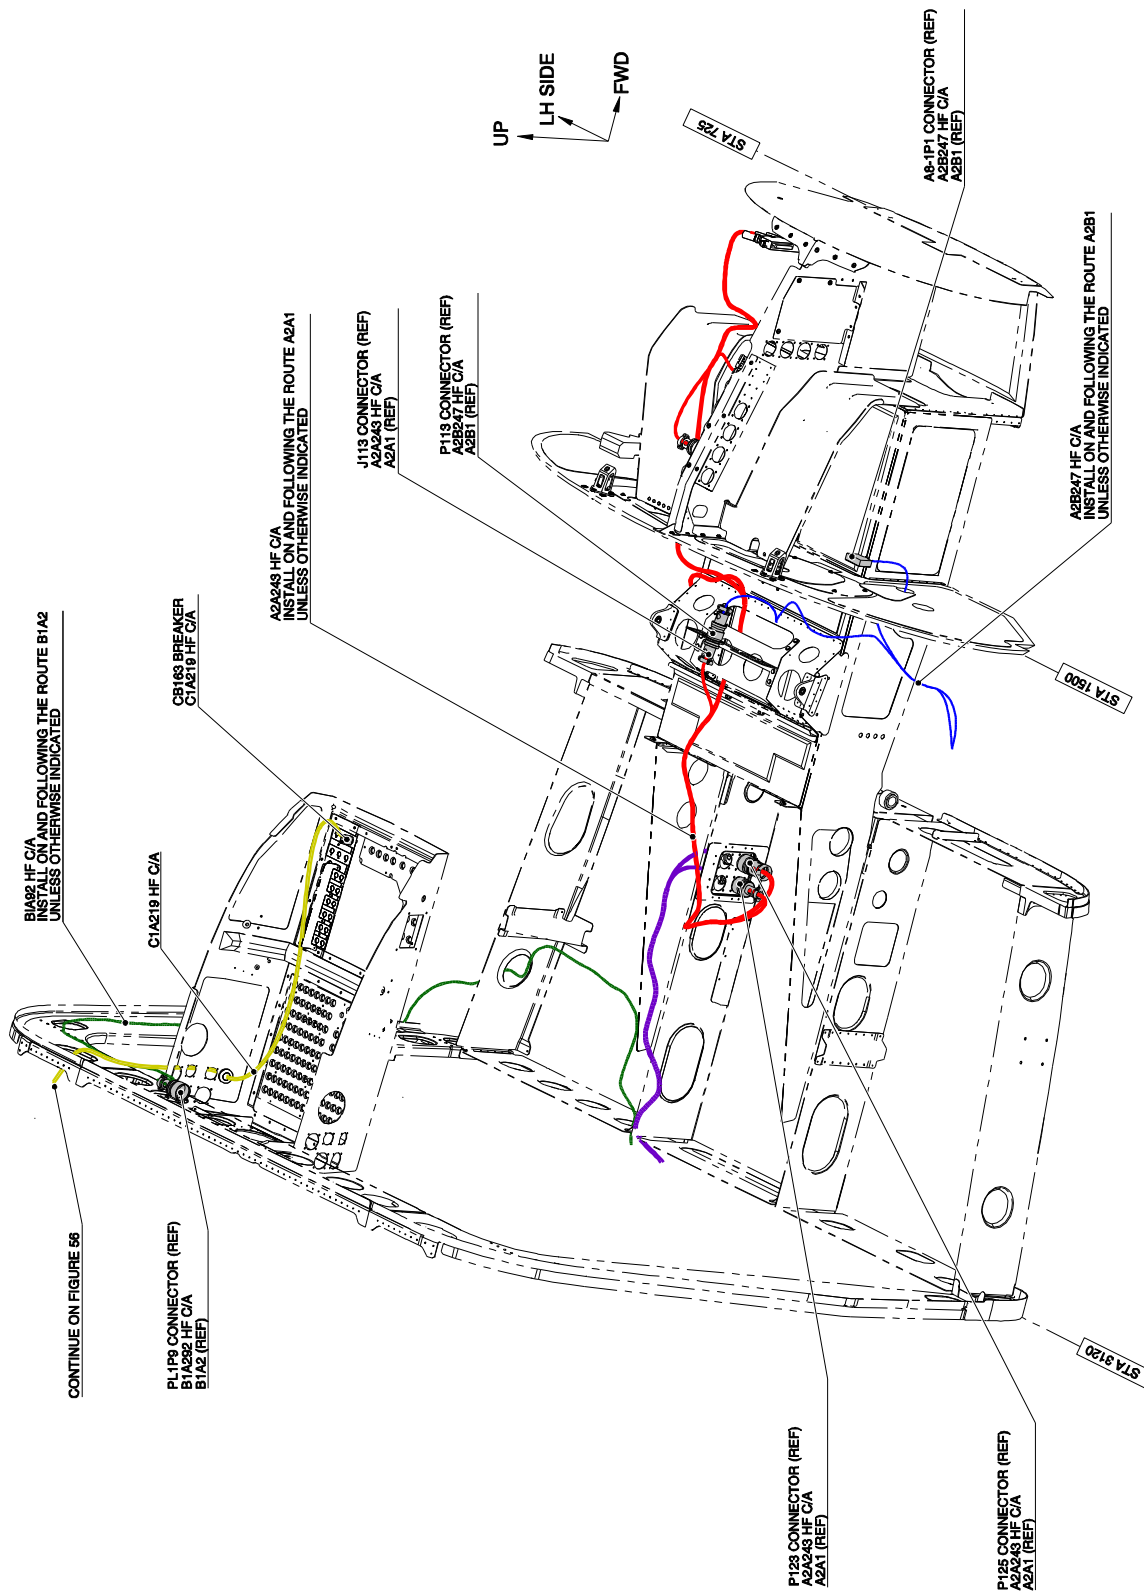 CONTINUE ON FIGURE 56
PL1P9 CONNECTOR (REF)
B1A292 HF C/A
B1A2 (REF)
BIA92 HF C/A
INSTALL ON AND FOLLOWING THE ROUTE B1A2
UNLESS OTHERWISE INDICATED
C1A219 HF C/A
CB163 BREAKER
C1A219 HF C/A
A2A243 HF C/A
INSTALL ON AND FOLLOWING THE ROUTE A2A1
UNLESS OTHERWISE INDICATED
J113 CONNECTOR (REF)
A2A243 HF C/A
A2A1 (REF)
P113 CONNECTOR (REF)
A2B247 HF C/A
A2B1 (REF)
UP
LH SIDE
FWD
STA 725
A8-1P1 CONNECTOR (REF)
A2B247 HF C/A
A2B1 (REF)
A2B247 HF C/A
INSTALL ON AND FOLLOWING THE ROUTE A2B1
UNLESS OTHERWISE INDICATED
STA 1500
STA 3120
P123 CONNECTOR (REF)
A2A243 HF C/A
A2A1 (REF)
P125 CONNECTOR (REF)
A2A243 HF C/A
A2A1 (REF)